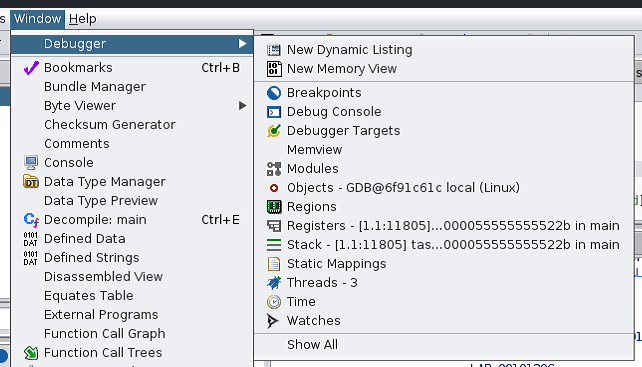 Window Help
Debugger
Bookmarks Ctrl+B
Bundle Manager
Byte Viewer
Checksum Generator
Comments
Console
Data Type Manager
Data Type Preview
Decompile: main Ctrl+E
Defined Data
Defined Strings
Disassembled View
Equates Table
External Programs
Function Call Graph
Function Call Trees
New Dynamic Listing
New Memory View
Breakpoints
Debug Console
Debugger Targets
Memview
Modules
Objects - GDB@6f91c61c local (Linux)
Regions
Registers - [1.1:11805]...000055555555522b in main
Stack - [1.1:11805] tas...000055555555522b in main
Static Mappings
Threads - 3
Time
Watches
Show All